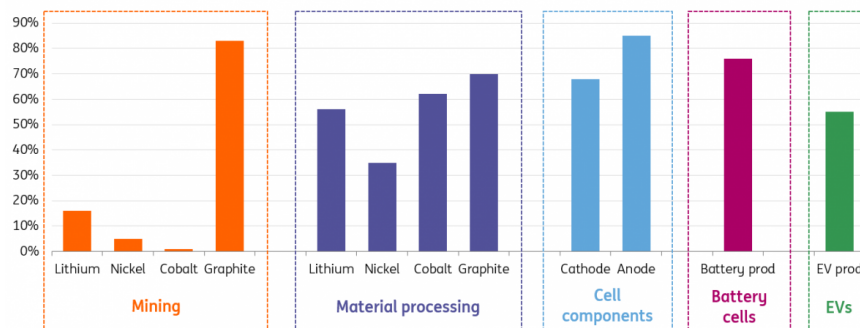 90%
80%
70%
60%
50%
40%
30%
20%
10%
0%
Lithium Nickel Cobalt Graphite Lithium Nickel Cobalt Graphite Cathode Anode Battery prod EV prod
Mining
Material processing
Cell
components
Battery
cells
EVs